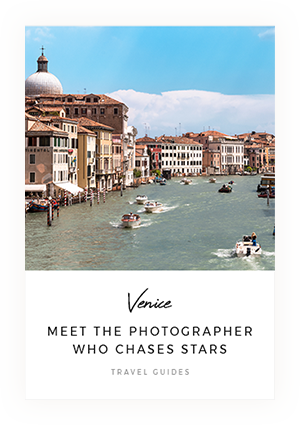 Venice
MEET THE PHOTOGRAPHER
WHO CHASES STARS
TRAVEL GUIDES